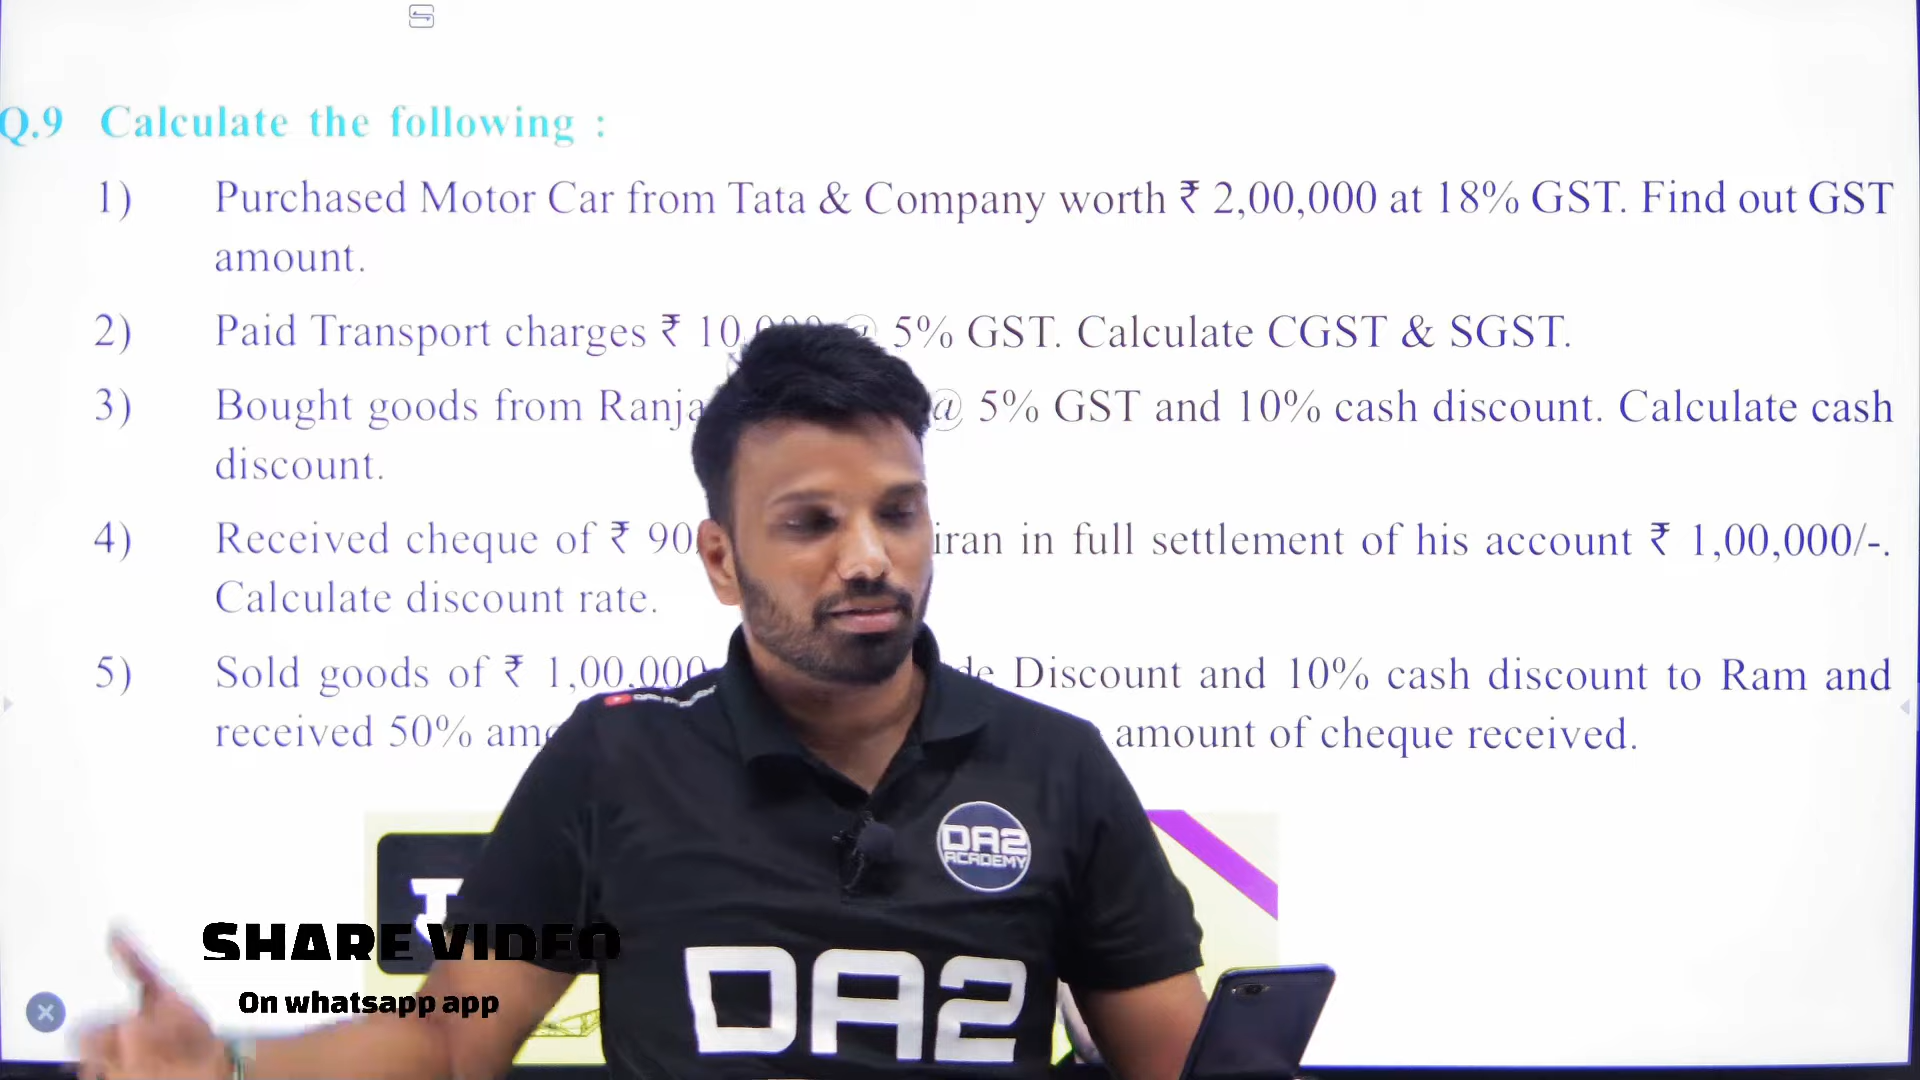 Q.9 Calculate the following :
1) Purchased Motor Car from Tata & Company worth ₹ 2,00,000 at 18% GST. Find out GST
amount.
2) Paid Transport charges ₹ 10,000 @ 5% GST. Calculate CGST & SGST.
3) Bought goods from @ 5% GST and 10% cash discount. Calculate cash
discount.
4) Received cheque of ₹ in full settlement of his account ₹ 1,00,000/-.
Calculate discount rate.
5) Sold goods of ₹ 1,00,000 Discount and 10% cash discount to Ram and
received 50% amount of cheque received.
DA2
ACADEMY
SHARE VIDEO
On whatsapp app
DA2